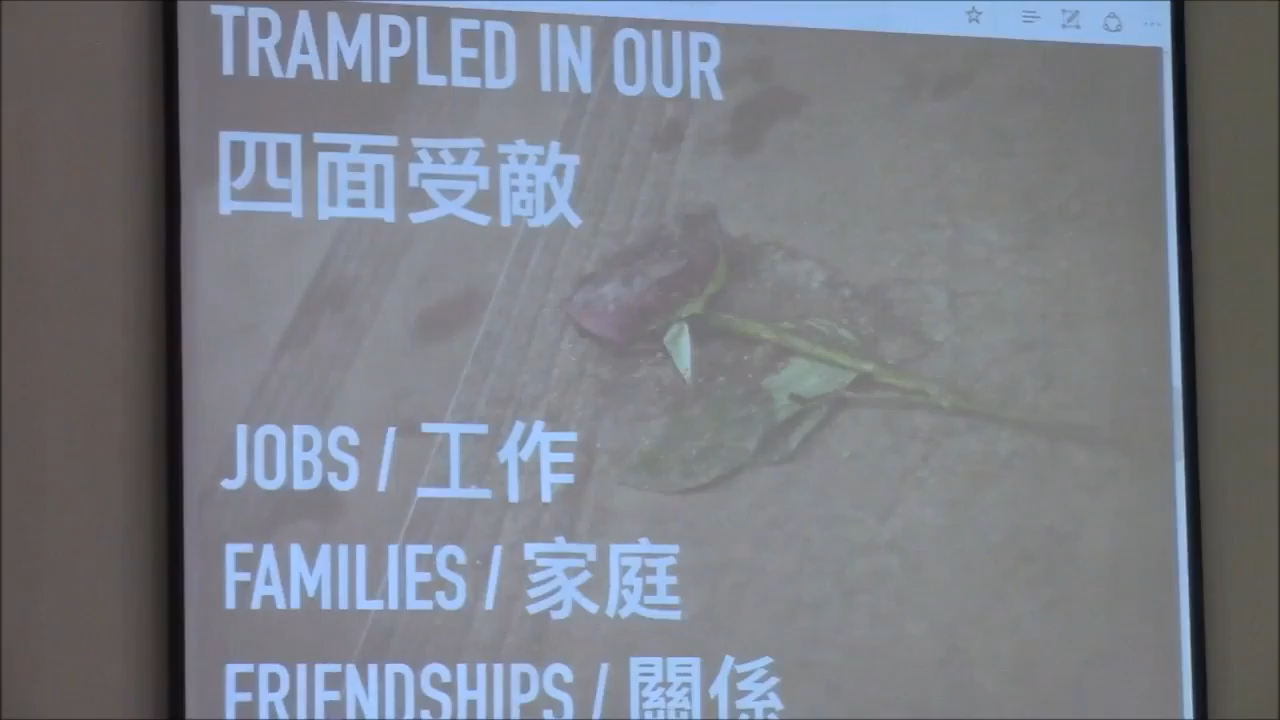 TRAMPLED IN OUR
四面受敵
JOBS / 工作
FAMILIES / 家庭
FRIENDSHIPS / 關係